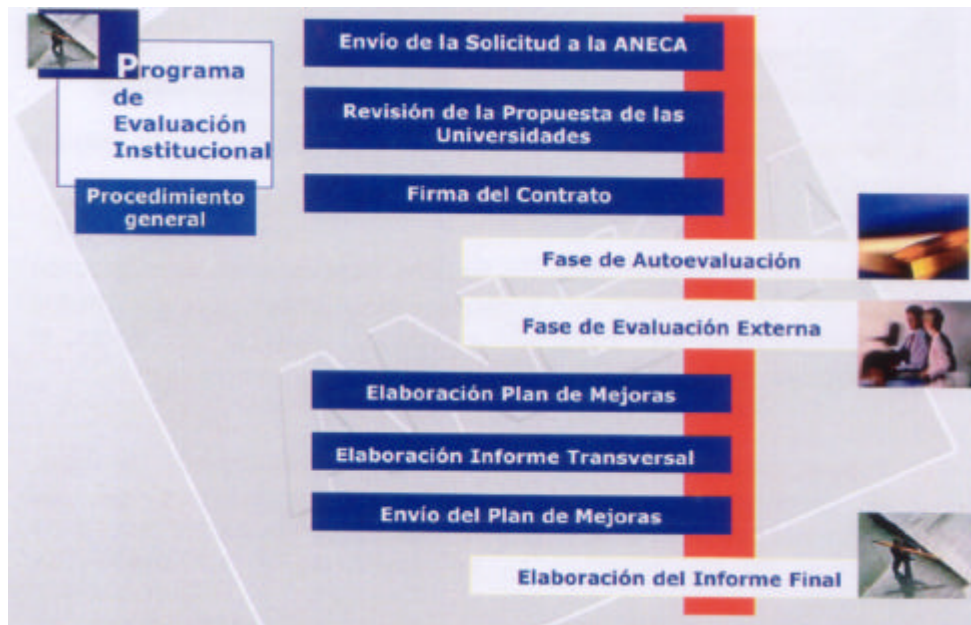 Programa
de
Evaluación
Institucional
Procedimiento
general
Envío de la Solicitud a la ANECA
Revisión de la Propuesta de las
Universidades
Firma del Contrato
Fase de Autoevaluación
Fase de Evaluación Externa
Elaboración Plan de Mejoras
Elaboración Informe Transversal
Envío del Plan de Mejoras
Elaboración del Informe Final